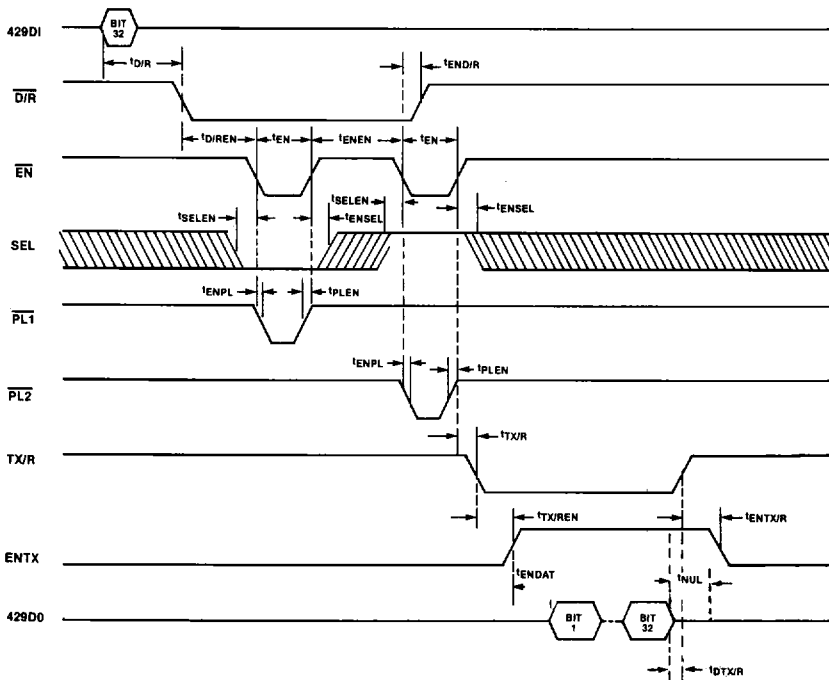 429DI
BIT 32
tD/R
tEND/R
D/R
tD/REN
tEN
tENEN
tEN
EN
tSELEN
tSELEN
tENSEL
tENSEL
SEL
tENPL
tPLEN
PL1
tENPL
tPLEN
PL2
tTX/R
TX/R
tTX/REN
tENTX/R
ENTX
tENDAT
tNUL
429D0
BIT 1
BIT 32
tDTX/R